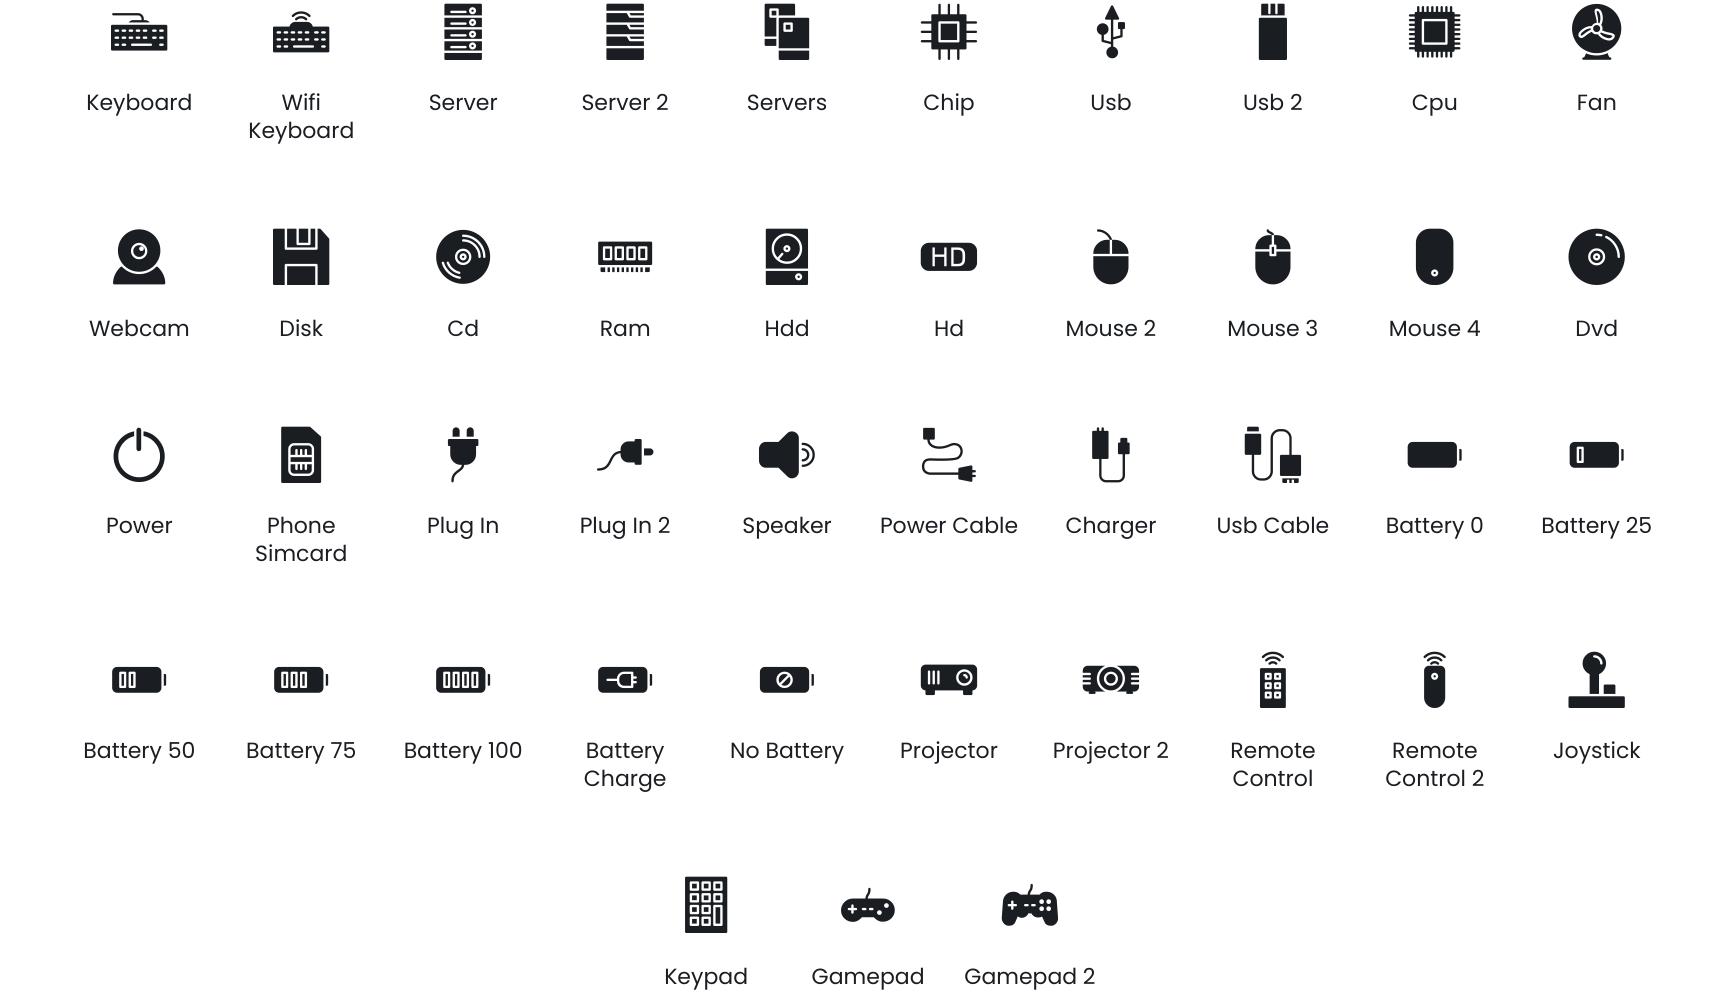 Keyboard
Wifi
Keyboard
Server
Server 2
Servers
Chip
Usb
Usb 2
Cpu
Fan
HD
Webcam
Disk
Cd
Ram
Hdd
Hd
Mouse 2
Mouse 3
Mouse 4
Dvd
Power
Phone
Simcard
Plug In
Plug In 2
Speaker
Power Cable
Charger
Usb Cable
Battery 0
Battery 25
Battery 50
Battery 75
Battery 100
Battery
Charge
No Battery
Projector
Projector 2
Remote
Control
Remote
Control 2
Joystick
Keypad
Gamepad
Gamepad 2